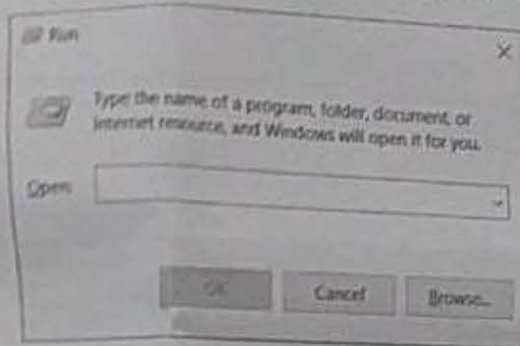 Run
Type the name of a program, folder, document, or
Internet resource, and Windows will open it for you.
Open:
OK
Cancel
Browse...